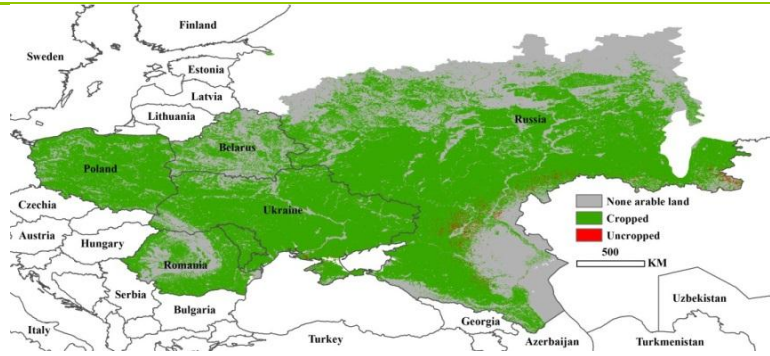 Finland
Sweden
Estonia
Latvia
Lithuania
Russia
Belarus
Poland
Czechia
Ukraine
Austria
Hungary
Romania
Serbia
Bulgaria
Italy
Turkey
Georgia
Azerbaijan
Turkmenistan
Uzbekistan
None arable land
Cropped
Uncropped
500
KM